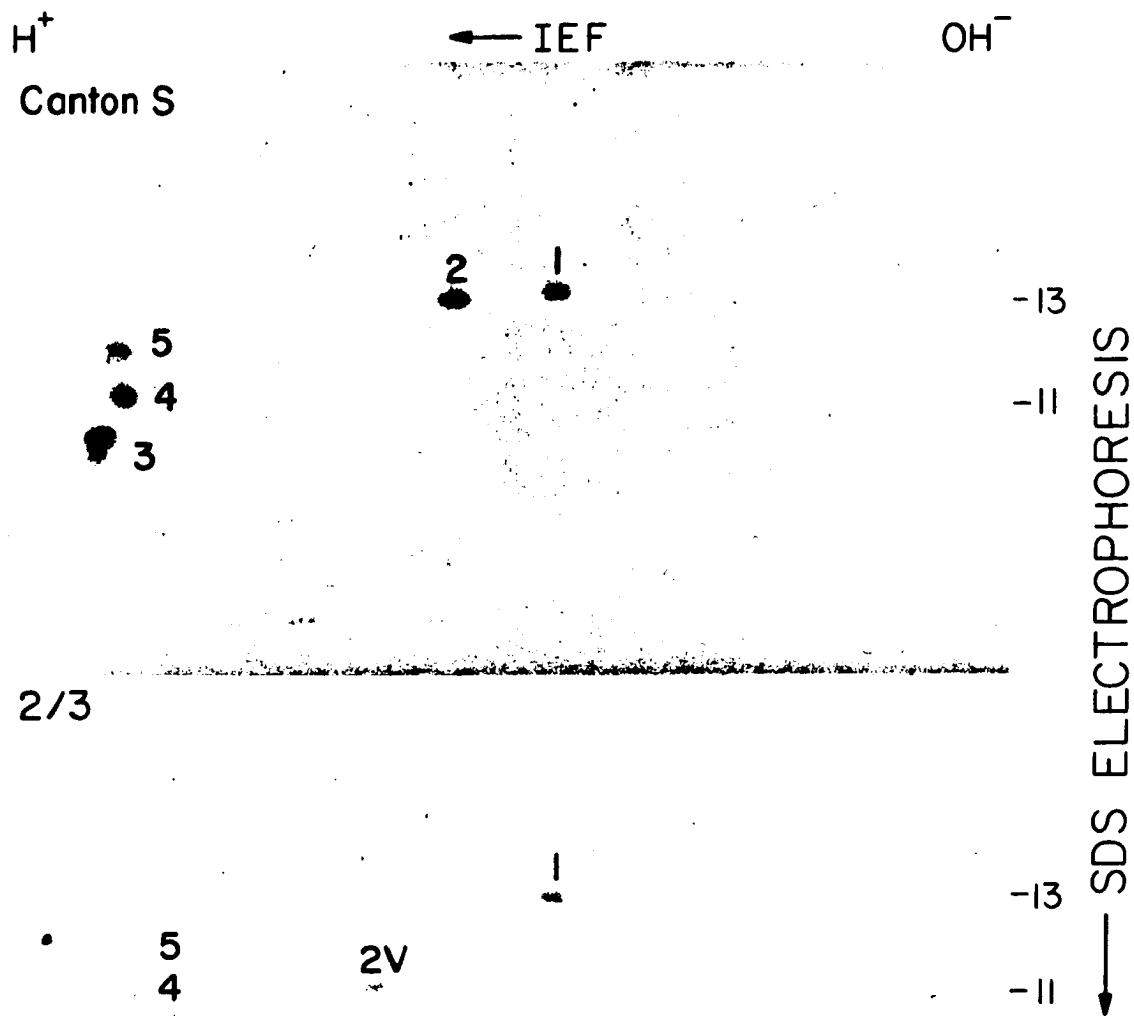 H⁺ ← IEF OH⁻
Canton S
2 1
-13
5
4 -11
3
2/3
1
-13
5 2V
4 -11
← SDS ELECTROPHORESIS